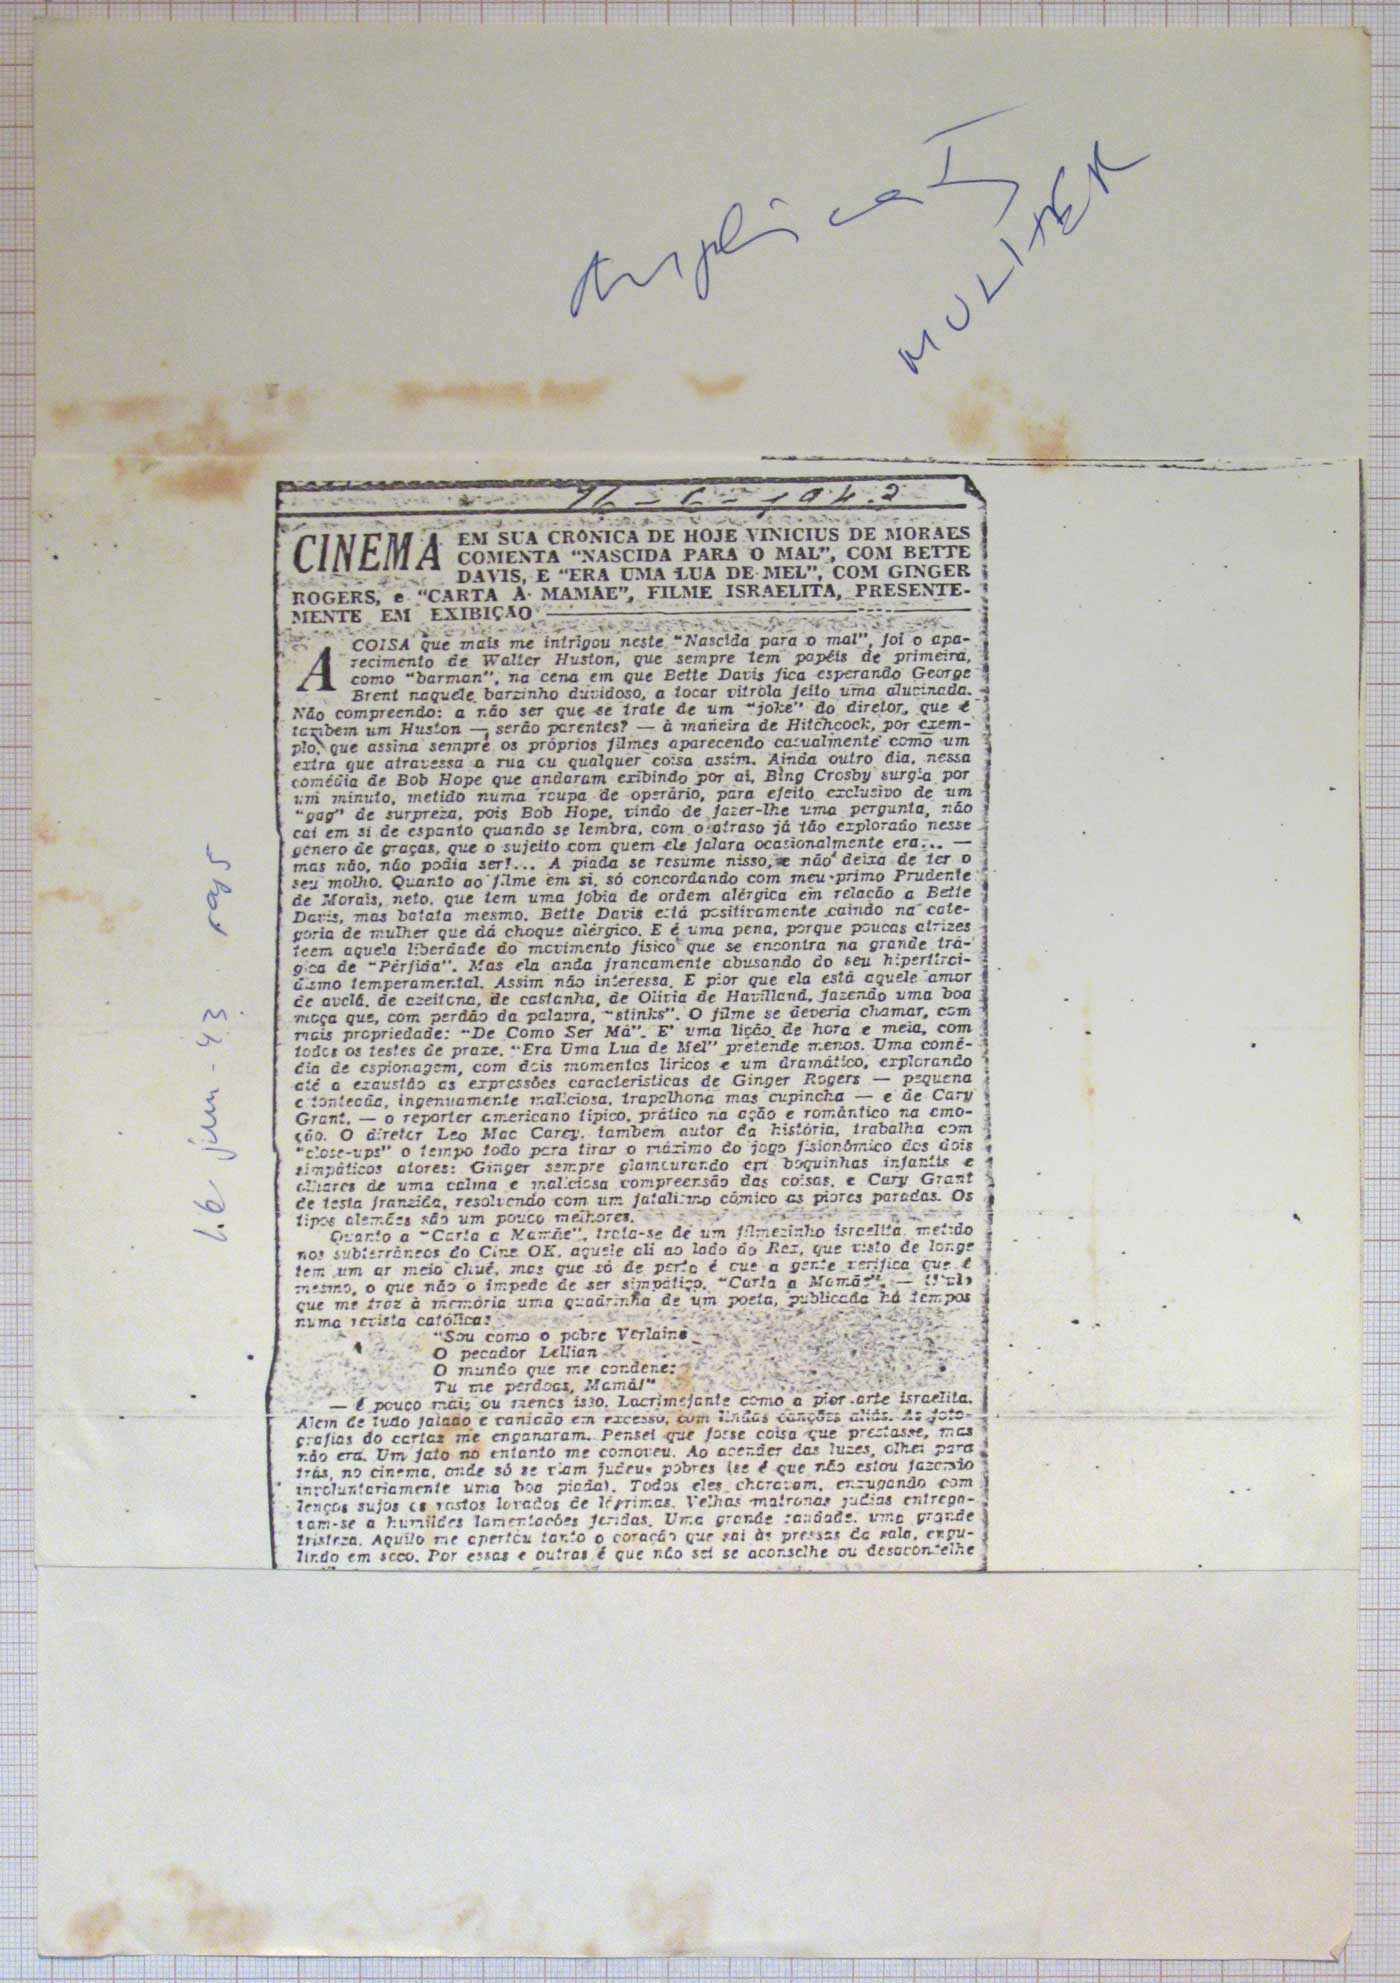 MULHER
16-6-1943
CINEMA
EM SUA CRÔNICA DE HOJE VINICIUS DE MORAES
COMENTA "NASCIDA PARA O MAL", COM BETTE
DAVIS, E "ERA UMA LUA DE MEL", COM GINGER
ROGERS, e "CARTA À MAMÃE", FILME ISRAELITA, PRESENTE-
MENTE EM EXIBIÇÃO
A COISA que mais me intrigou neste "Nascida para o mal", foi o apa-
recimento de Walter Huston, que sempre tem papéis de primeira,
como "barman", na cena em que Bette Davis fica esperando George
Brent naquele barzinho duvidoso, a tocar vitrola feito uma alucinada.
Não compreendo: a não ser que se trate de um "joke" do diretor, que é
tambem um Huston — serão parentes? — à maneira de Hitchcock, por exem-
plo, que assina sempre os próprios filmes aparecendo casualmente como um
extra que atravessa a rua ou qualquer coisa assim. Ainda outro dia, nessa
comédia de Bob Hope que andaram exibindo por ai, Bing Crosby surgia por
um minuto, metido numa roupa de operário, para efeito exclusivo de um
"gag" de surpreza, pois Bob Hope, vindo de fazer-lhe uma pergunta, não
cai em si de espanto quando se lembra, com o atraso já tão explorado nesse
gênero de graças, que o sujeito com quem ele falara ocasionalmente era... —
mas não, não podia ser!... A piada se resume nisso, e não deixa de ter o
seu molho. Quanto ao filme em si, só concordando com meu primo Prudente
de Morais, neto, que tem uma fobia de ordem alérgica em relação a Bette
Davis, mas batata mesmo. Bette Davis está positivamente caindo na cate-
goria de mulher que dá choque alérgico. E é uma pena, porque poucas atrizes
teem aquela liberdade do movimento físico que se encontra na grande trá-
gica de "Pérfida". Mas ela anda francamente abusando do seu hipertiroi-
dismo temperamental. Assim não interessa. E pior que ela está aquele amor
de avelã, de azeitona, de castanha, de Olivia de Havilland, fazendo uma boa
moça que, com perdão da palavra, "stinks". O filme se deveria chamar, com
mais propriedade: "De Como Ser Má". E' uma lição de hora e meia, com
todos os testes de praxe. "Era Uma Lua de Mel" pretende menos. Uma comé-
dia de espionagem, com dois momentos líricos e um dramático, explorando
até a exaustão as expressões caracteristicas de Ginger Rogers — pequena
atonteada, ingenuamente maliciosa, trapalhona mas cupincha — e de Cary
Grant, — o reporter americano típico, prático na ação e romântico na emo-
ção. O diretor Leo Mac Carey, tambem autor da história, trabalha com
"close-ups" o tempo todo para tirar o máximo do jogo fisionômico dos dois
simpáticos atores: Ginger sempre glamourando em boquinhas infantis e
olhares de uma calma e maliciosa compreensão das coisas, e Cary Grant
de testa franzida, resolvendo com um fatalismo cômico as piores paradas. Os
tipos alemães são um pouco melhores.
Quanto a "Carta a Mamãe", trata-se de um filmezinho israelita metido
nos subterrâneos do Cine OK, aquele ali ao lado do Rex, que visto de longe
tem um ar meio chué, mas que só de perto é que a gente verifica que é
mesmo, o que não o impede de ser simpático. "Carta a Mamãe", — título
que me traz à memória uma quadrinha de um poeta, publicada há tempos
numa revista católica:
"Sou como o pobre Verlaine
O pecador Lelian
O mundo que me condene:
Tu me perdoas, Mamã!"
— é pouco mais ou menos isso. Lacrimejante como a pior arte israelita.
Alem de tudo falado e cantado em excesso, com lindas canções aliás. As foto-
grafias do cartaz me enganaram. Pensei que fosse coisa que prestasse, mas
não era. Um fato no entanto me comoveu. Ao acender das luzes, olhei para
trás, no cinema, onde só se viam judeus pobres (se é que não estou fazendo
involuntariamente uma boa piada). Todos eles choravam, enxugando com
lenços sujos os rostos lavados de lágrimas. Velhas matronas judias entrega-
vam-se a humildes lamentações feridas. Uma grande saudade, uma grande
tristeza. Aquilo me apertou tanto o coração que sai às pressas da sala, engu-
lindo em seco. Por essas e outras é que não sei se aconselhe ou desaconselhe
16 jun-43